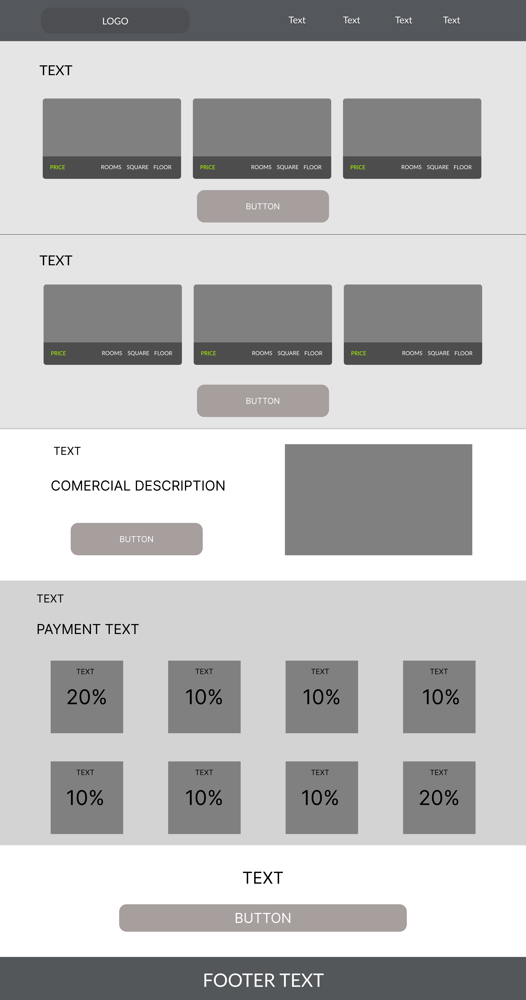 LOGO Text Text Text Text
TEXT
PRICE ROOMS SQUARE FLOOR PRICE ROOMS SQUARE FLOOR PRICE ROOMS SQUARE FLOOR
BUTTON
TEXT
PRICE ROOMS SQUARE FLOOR PRICE ROOMS SQUARE FLOOR PRICE ROOMS SQUARE FLOOR
BUTTON
TEXT
COMERCIAL DESCRIPTION
BUTTON
TEXT
PAYMENT TEXT
TEXT TEXT TEXT TEXT
20% 10% 10% 10%
TEXT TEXT TEXT TEXT
10% 10% 10% 20%
TEXT
BUTTON
FOOTER TEXT